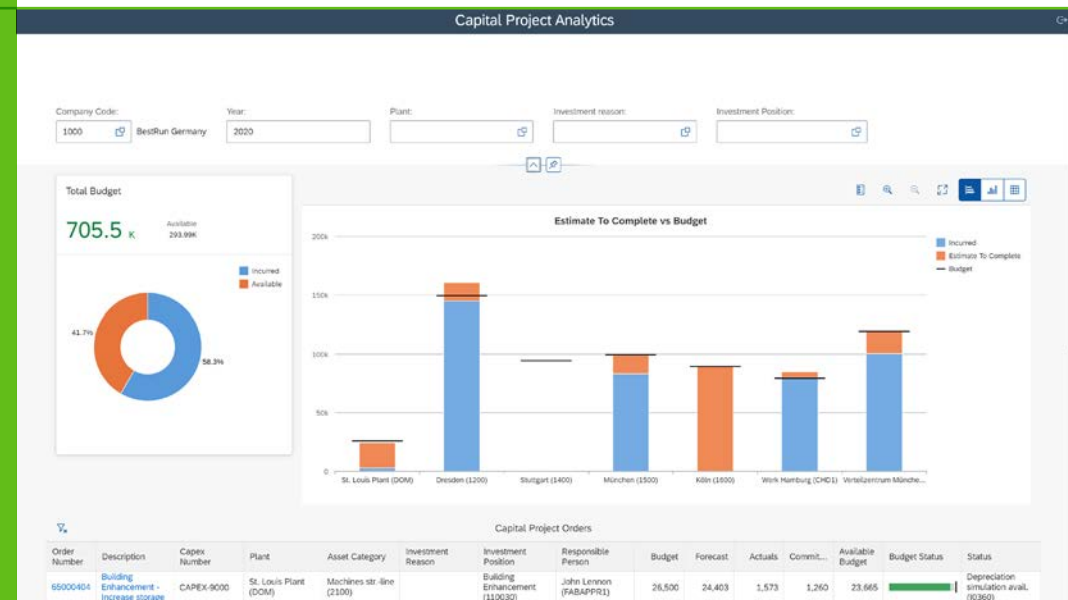 Capital Project Analytics
Company Code:
Year:
Plant:
Investment reason:
Investment Position:
1000
BestRun Germany
2020
Total Budget
705.5 K
Available
293.99K
Incurred
Available
41.7%
58.3%
Estimate To Complete vs Budget
Incurred
Estimate To Complete
Budget
200k
150k
100k
50k
0
St. Louis Plant (DOM)
Dresden (1200)
Stuttgart (1400)
München (1500)
Köln (1600)
Werk Hamburg (CHD1)
Verteilzentrum Münche...
Capital Project Orders
Order Number
Description
Capex Number
Plant
Asset Category
Investment Reason
Investment Position
Responsible Person
Budget
Forecast
Actuals
Commit...
Available Budget
Budget Status
Status
65000404
Building Enhancement - Increase storage
CAPEX-9000
St. Louis Plant (DOM)
Machines str.-line (2100)
Building Enhancement (110030)
John Lennon (FABAPPR1)
26,500
24,403
1,573
1,260
23,665
Depreciation simulation avail. (I0360)